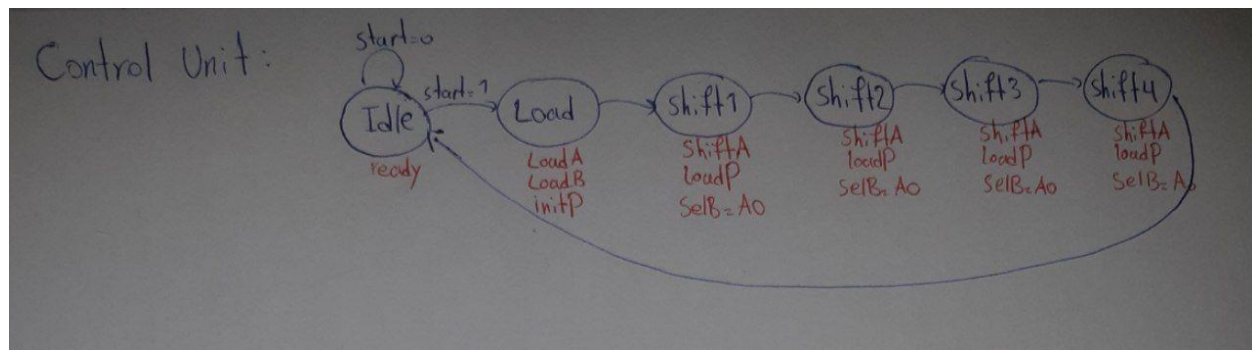 Control Unit:
start=0
start=1
Idle
Load
Shift1
Shift2
Shift3
Shift4
ready
LoadA
LoadB
initP
ShiftA
loadP
SelB=A0
ShiftA
loadP
SelB=A0
ShiftA
loadP
SelB=A0
ShiftA
loadP
SelB=A0